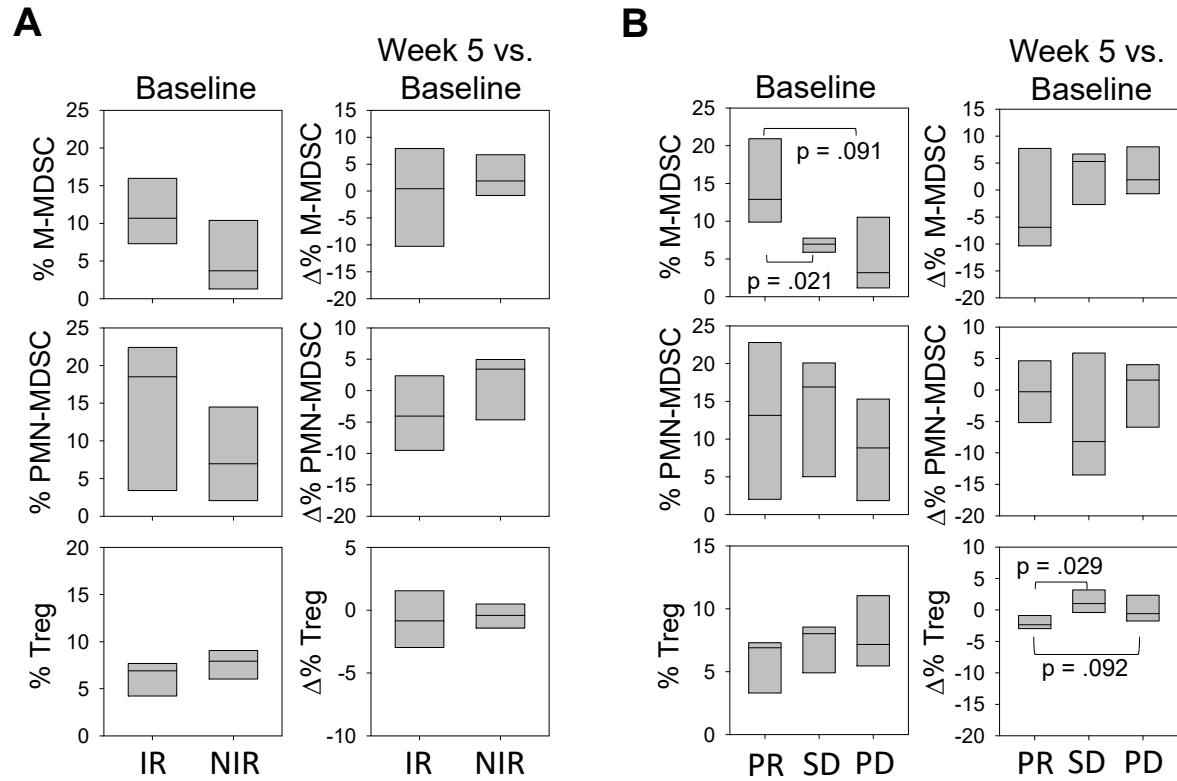 A
Baseline
Week 5 vs.
Baseline
% M-MDSC
25
20
15
10
5
0
Δ% M-MDSC
15
10
5
0
-5
-10
-15
-20
% PMN-MDSC
25
20
15
10
5
0
Δ% PMN-MDSC
10
5
0
-5
-10
-15
-20
% Treg
20
15
10
5
0
Δ% Treg
5
0
-5
-10
IR NIR
IR NIR
B
Baseline
Week 5 vs.
Baseline
% M-MDSC
25
20
15
10
5
0
p = .091
p = .021
Δ% M-MDSC
15
10
5
0
-5
-10
-15
-20
% PMN-MDSC
25
20
15
10
5
0
Δ% PMN-MDSC
10
5
0
-5
-10
-15
-20
% Treg
15
10
5
0
Δ% Treg
10
5
0
-5
-10
-15
-20
p = .029
p = .092
PR SD PD
PR SD PD